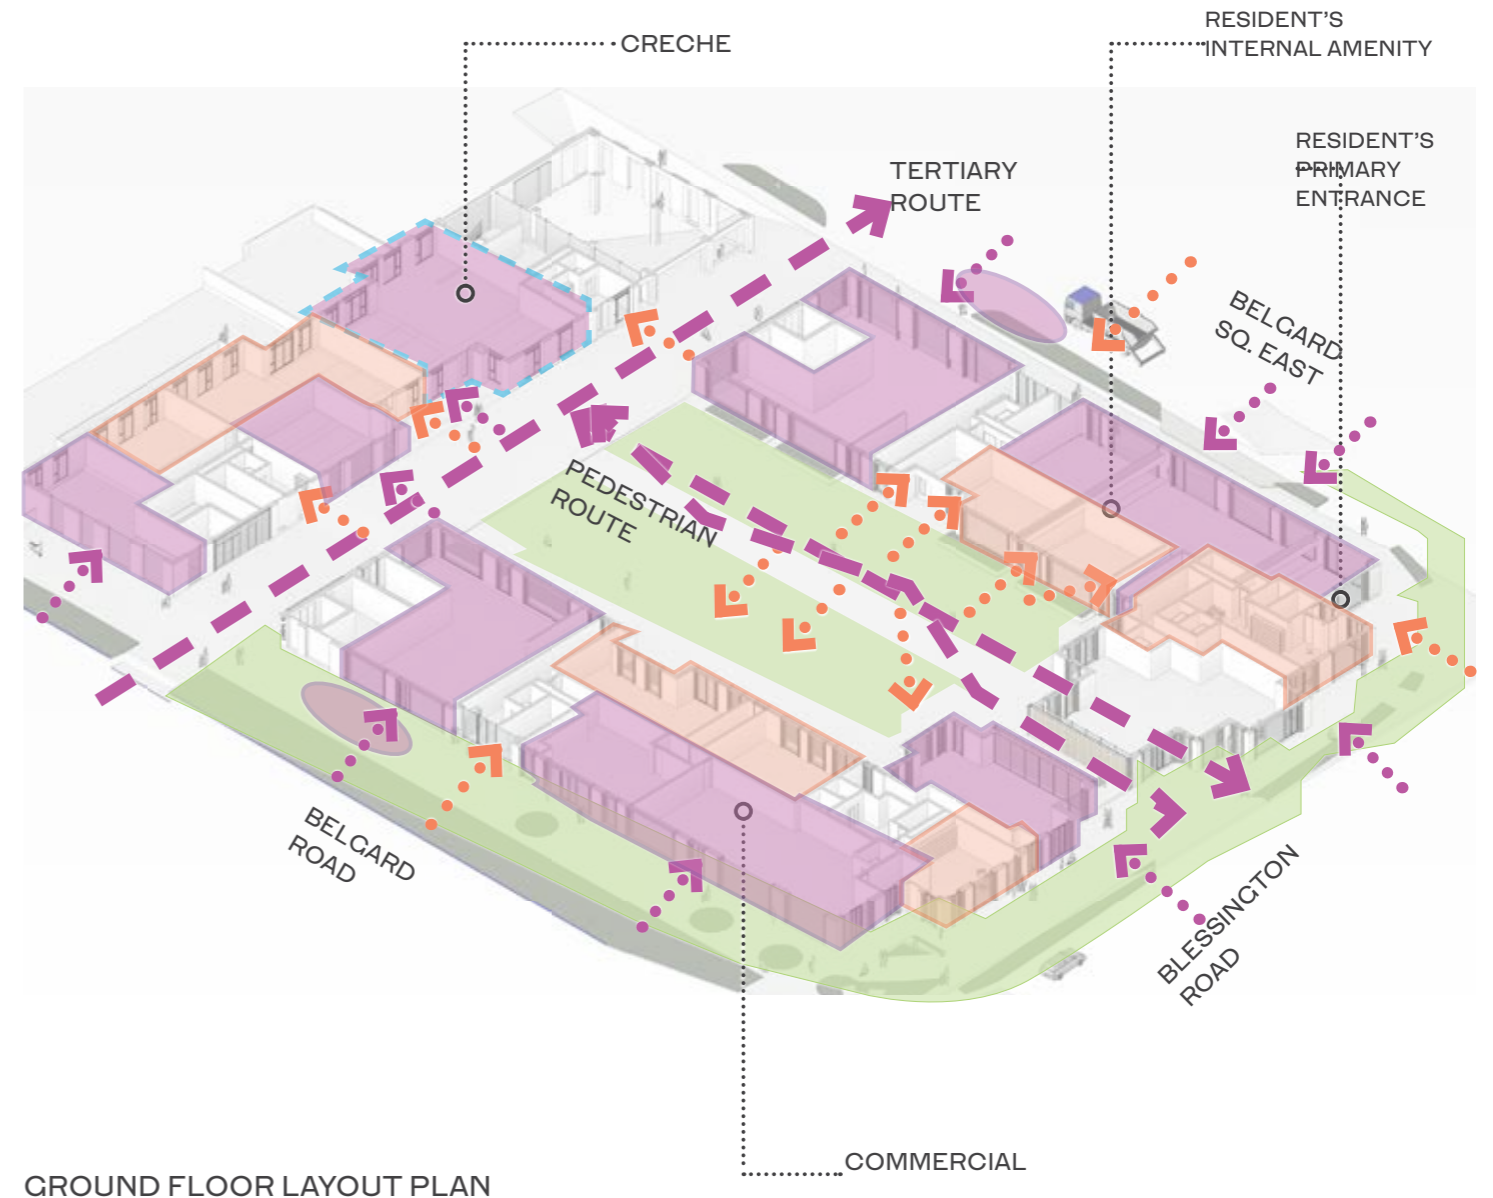 RESIDENT'S
INTERNAL AMENITY
CRECHE
RESIDENT'S
PRIMARY
ENTRANCE
TERTIARY
ROUTE
BELGARD
SQ. EAST
PEDESTRIAN
ROUTE
BELGARD
ROAD
BLESSINGTON
ROAD
COMMERCIAL
GROUND FLOOR LAYOUT PLAN